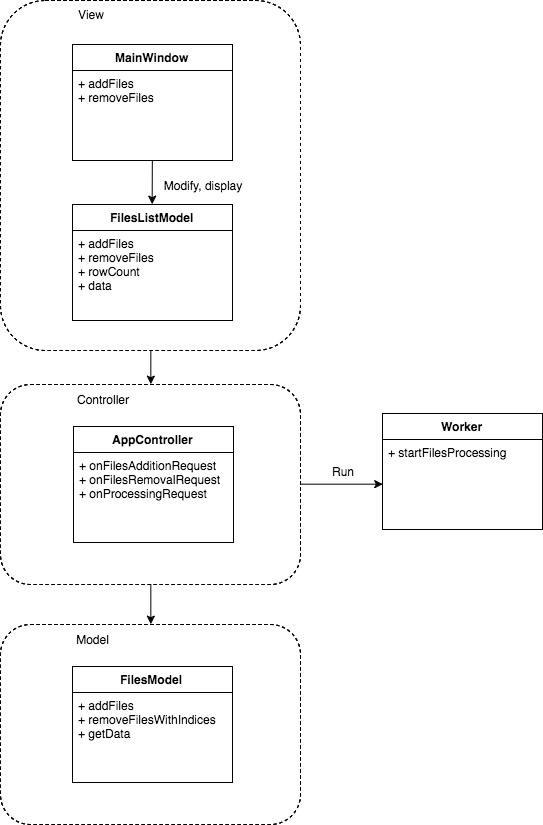 View
MainWindow
+ addFiles
+ removeFiles
Modify, display
FilesListModel
+ addFiles
+ removeFiles
+ rowCount
+ data
Controller
AppController
+ onFilesAdditionRequest
+ onFilesRemovalRequest
+ onProcessingRequest
Run
Worker
+ startFilesProcessing
Model
FilesModel
+ addFiles
+ removeFilesWithIndices
+ getData